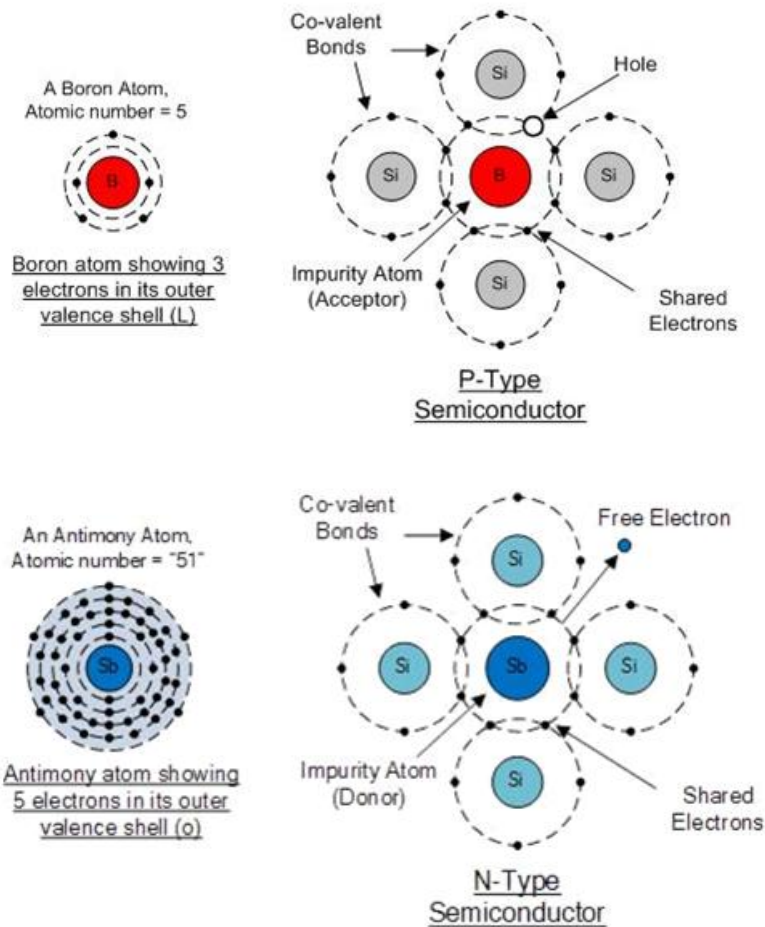 A Boron Atom,
Atomic number = 5
B
Boron atom showing 3
electrons in its outer
valence shell (L)
Co-valent
Bonds
Hole
Si
Si
B
Si
Si
Impurity Atom
(Acceptor)
Shared
Electrons
P-Type
Semiconductor
An Antimony Atom,
Atomic number = "51"
Sb
Antimony atom showing
5 electrons in its outer
valence shell (o)
Co-valent
Bonds
Free Electron
Si
Si
Sb
Si
Si
Impurity Atom
(Donor)
Shared
Electrons
N-Type
Semiconductor